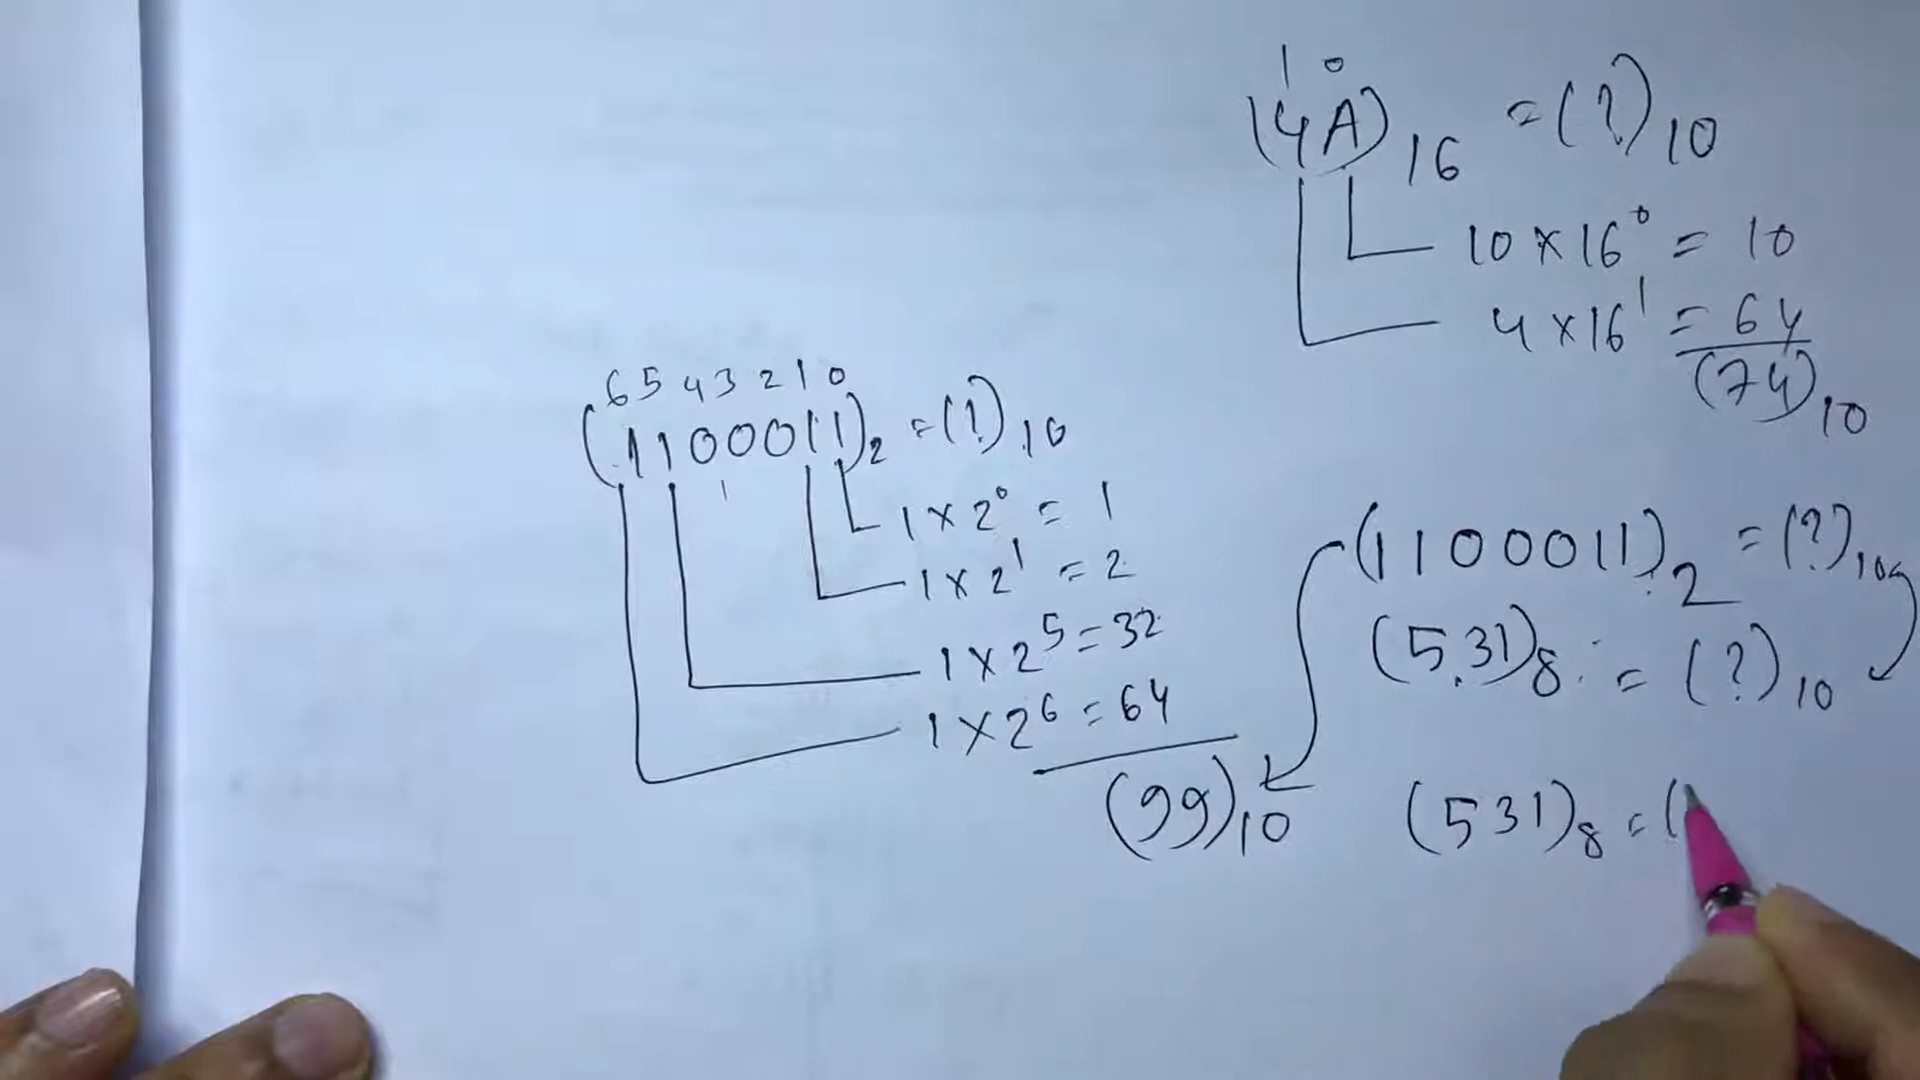 1 0
(4A)₁₆ = (?)₁₀
10 × 16⁰ = 10
4 × 16¹ = 64
(74)₁₀
6 5 4 3 2 1 0
(1100011)₂ = (?)₁₀
1 × 2⁰ = 1
1 × 2¹ = 2
1 × 2⁵ = 32
1 × 2⁶ = 64
(99)₁₀
(1100011)₂ = (?)₁₀
(531)₈ = (?)₁₀
(531)₈ = (